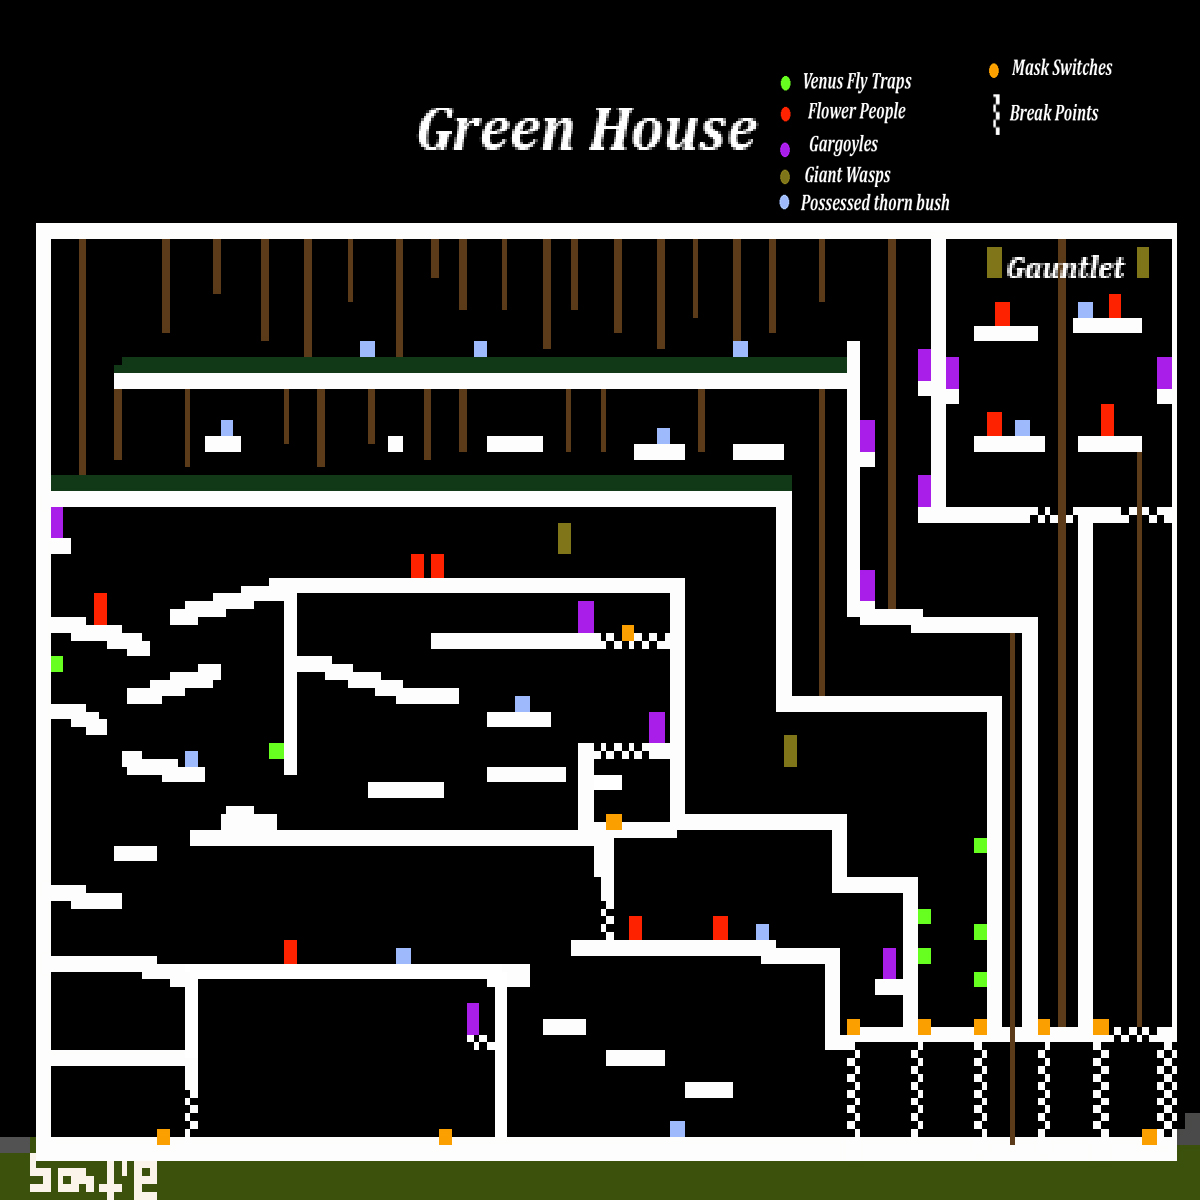 Green House
Venus Fly Traps
Flower People
Gargoyles
Giant Wasps
Possessed thorn bush
Mask Switches
Break Points
Gauntlet